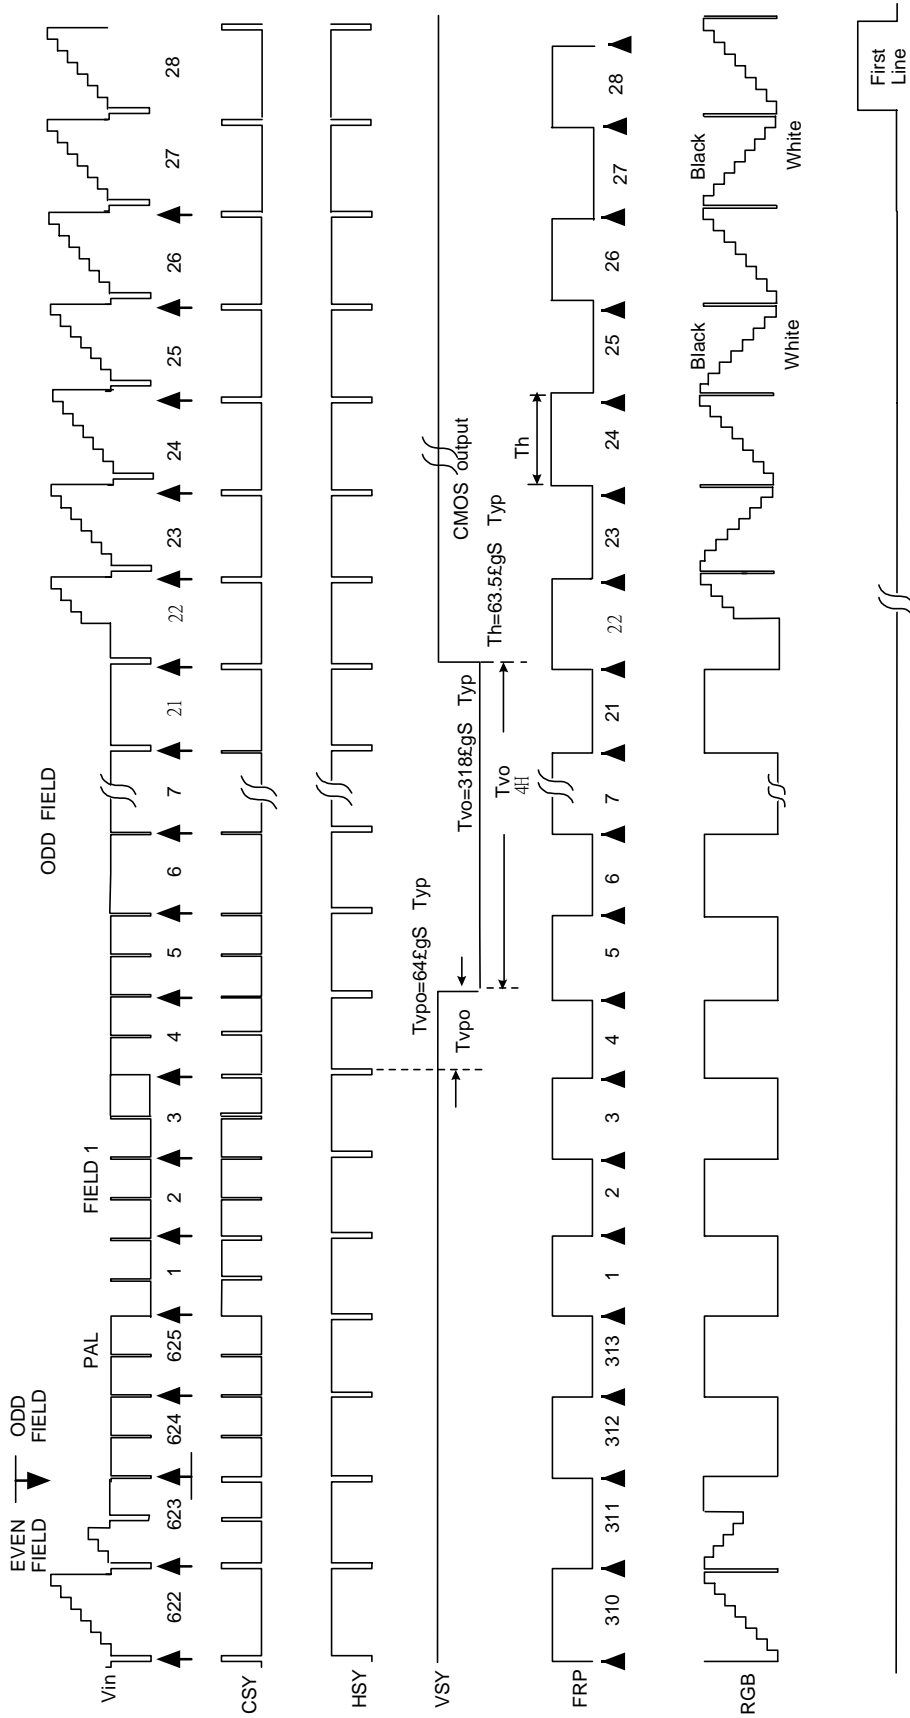 ODD FIELD
EVEN
FIELD
ODD
FIELD
PAL
FIELD 1
Vin
622
623
624
625
1
2
3
4
5
6
7
21
22
23
24
25
26
27
28
CSY
HSY
VSY
Tvpo=64£gS Typ
Tvpo
Tvo=318£gS Typ
Tvo
4H
Th=63.5£gS Typ
CMOS output
Th
FRP
310
311
312
313
1
2
3
4
5
6
7
21
22
23
24
25
26
27
28
RGB
Black
White
Black
White
First
Line